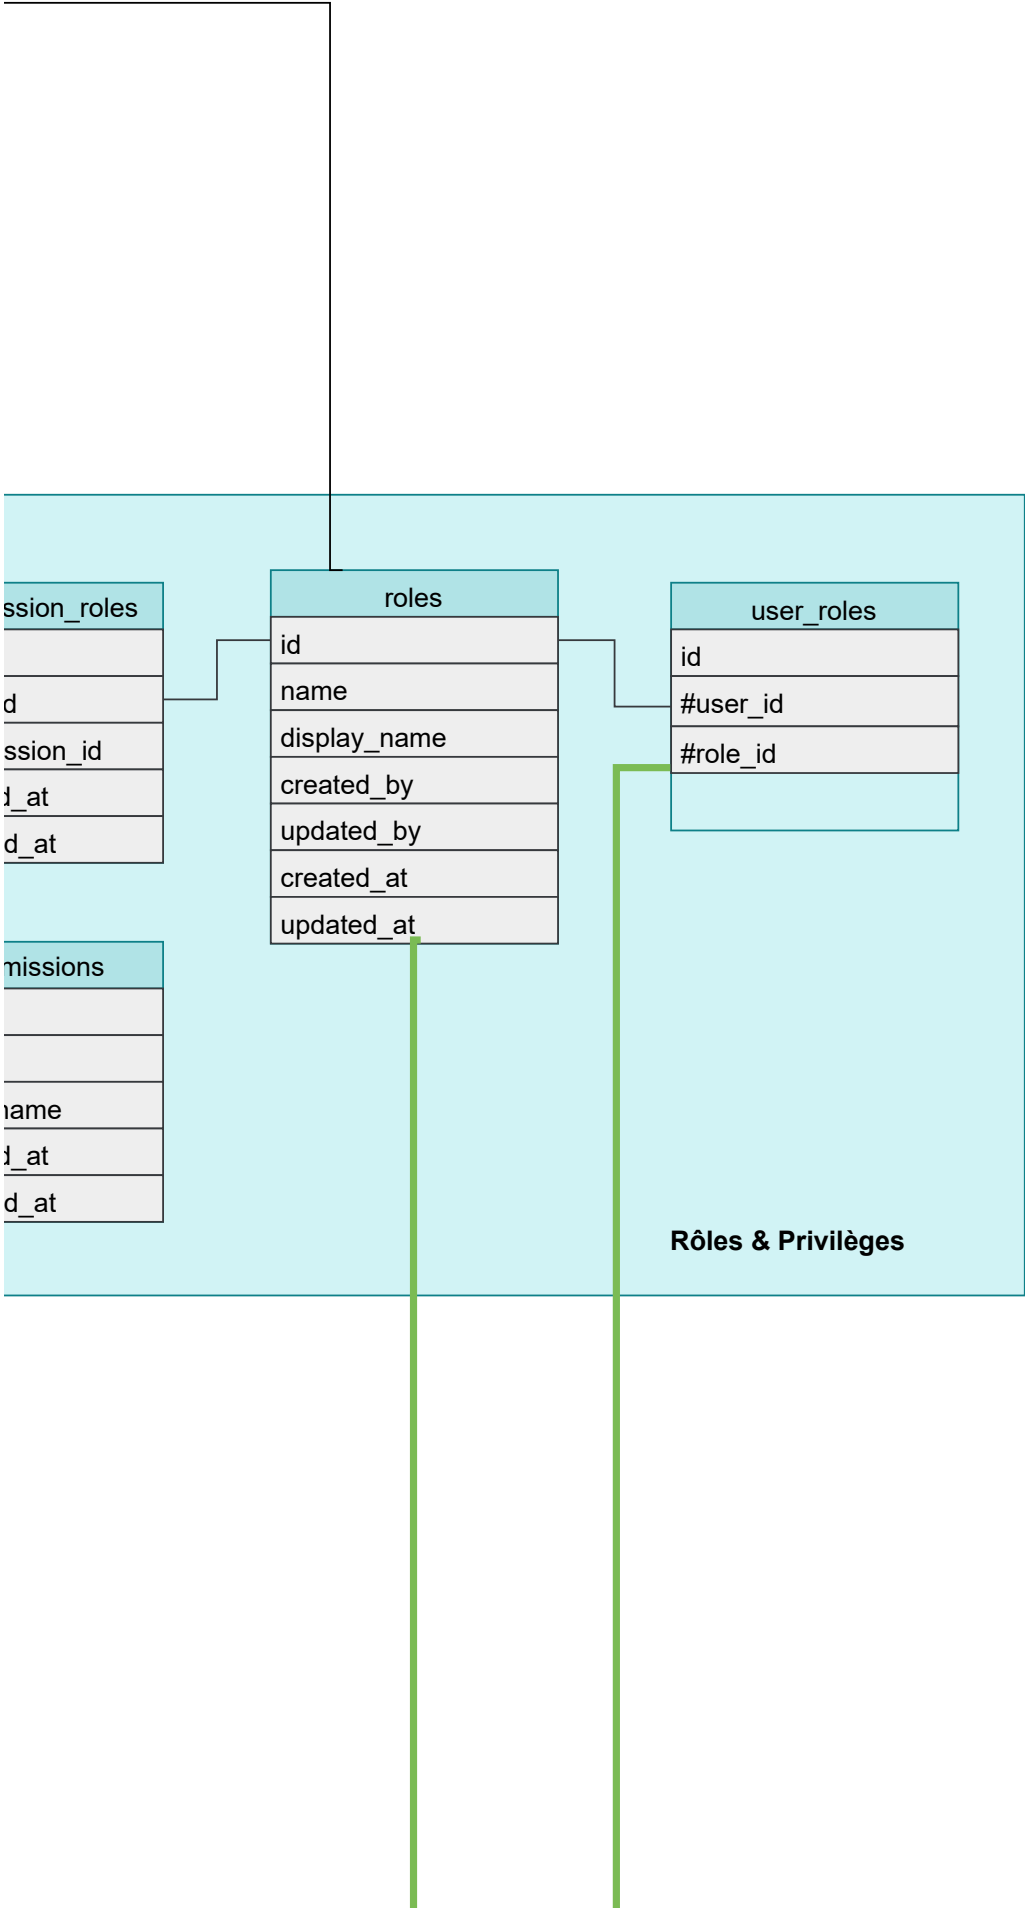 ssion_roles
d
ssion_id
d_at
d_at
roles
id
name
display_name
created_by
updated_by
created_at
updated_at
user_roles
id
#user_id
#role_id
missions
name
d_at
d_at
Rôles & Privilèges